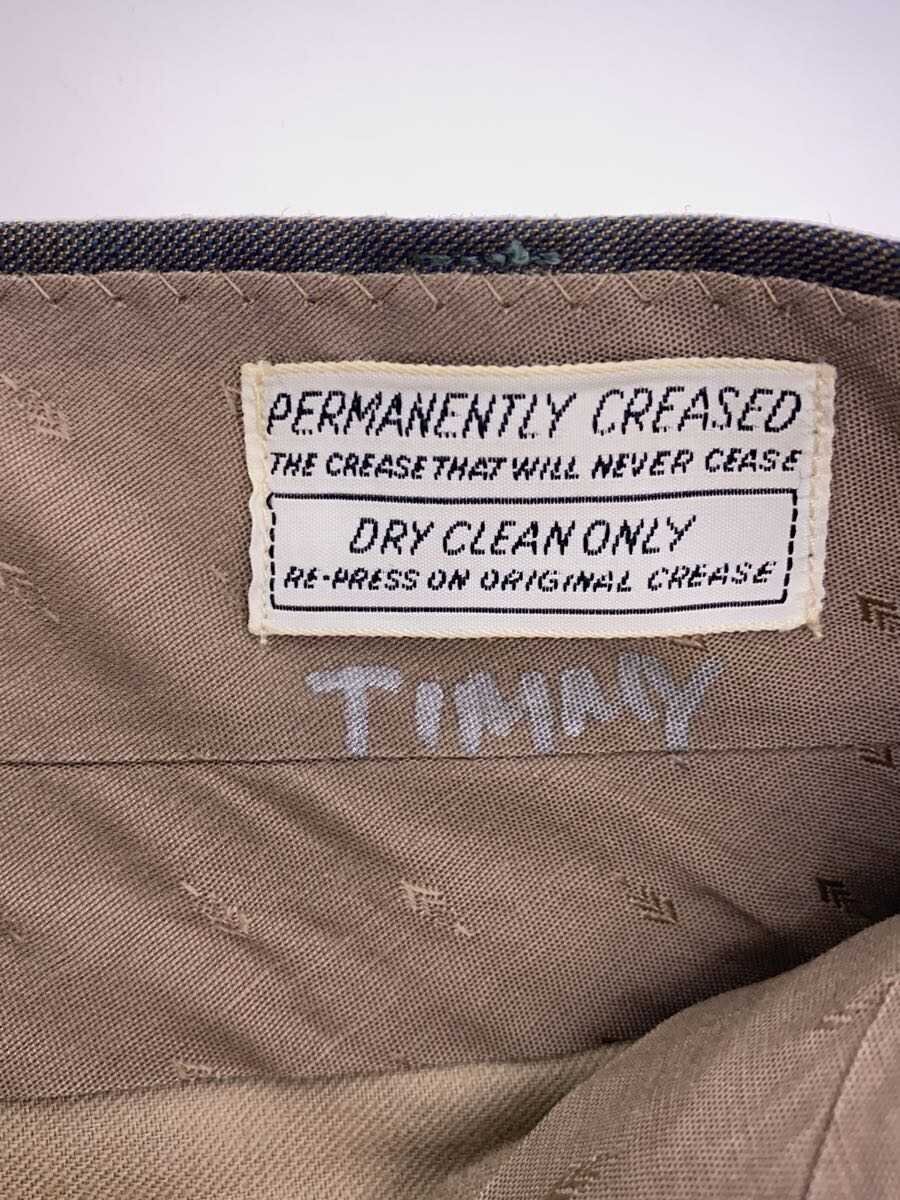 PERMANENTLY CREASED
THE CREASE THAT WILL NEVER CEASE
DRY CLEAN ONLY
RE-PRESS ON ORIGINAL CREASE
TIMMY